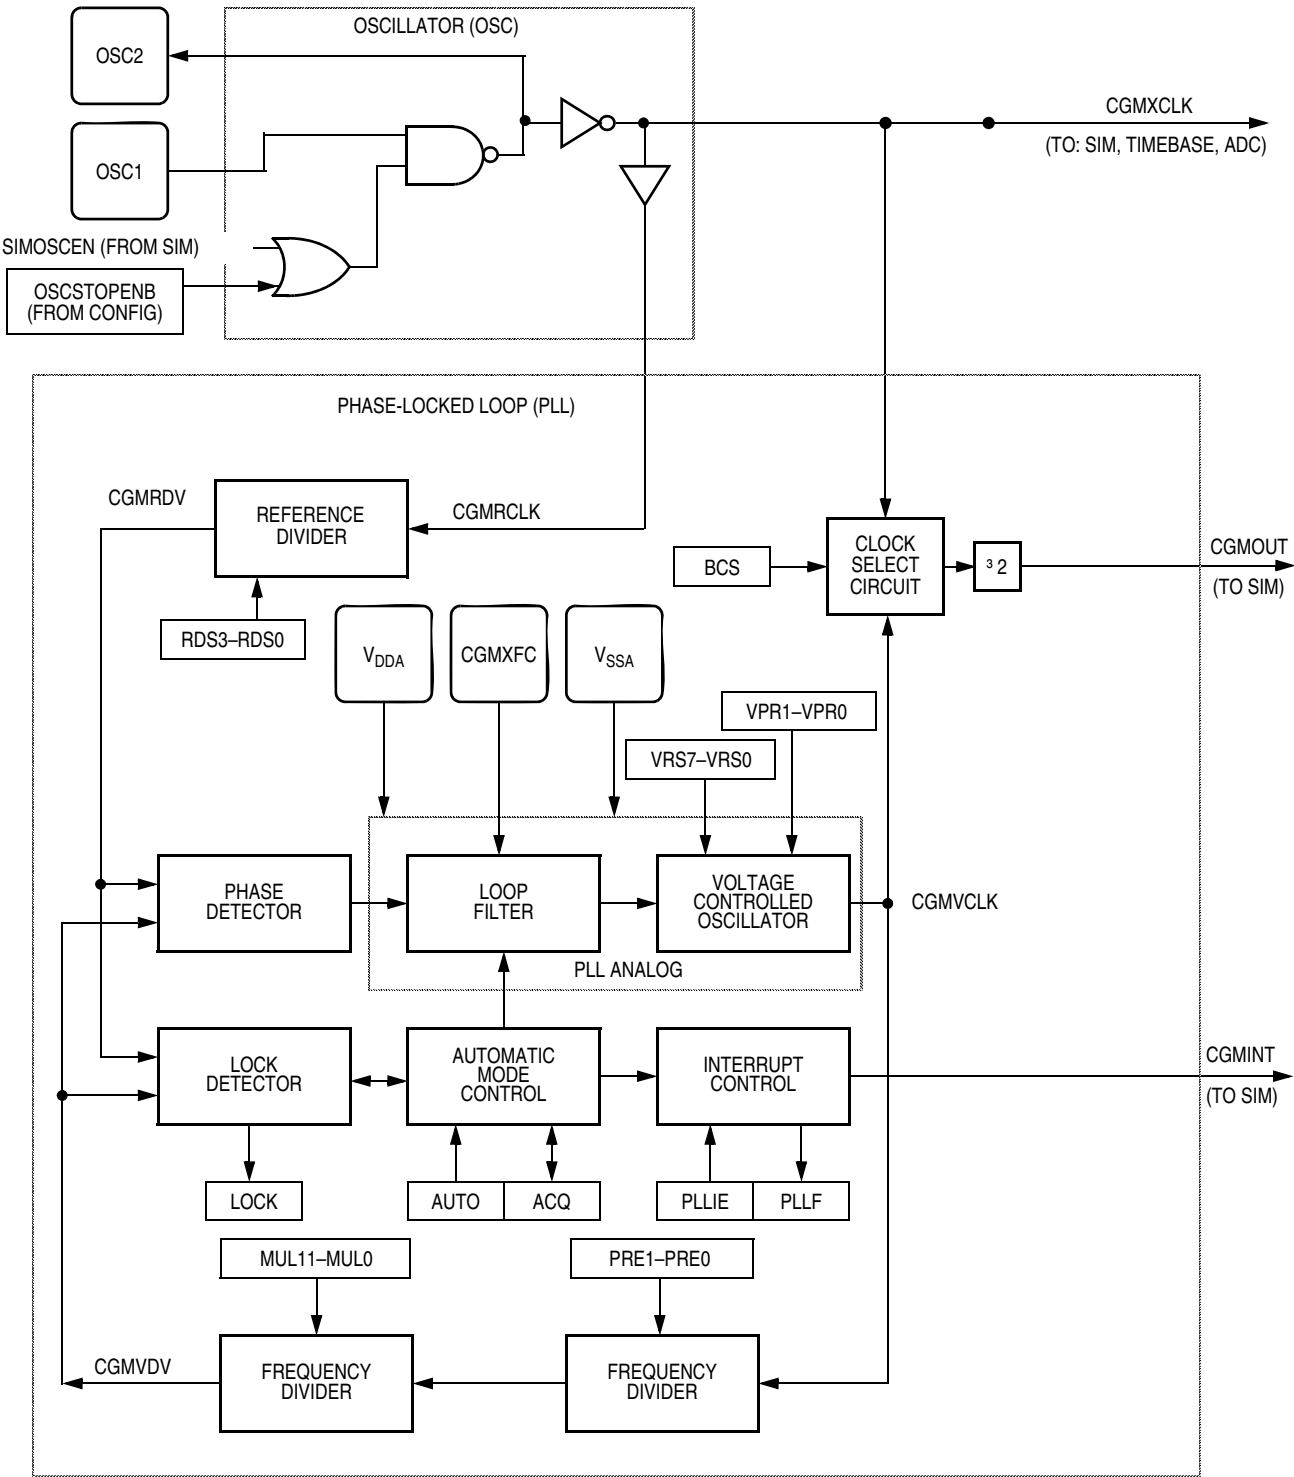 OSCILLATOR (OSC)
OSC2
CGMXCLK
(TO: SIM, TIMEBASE, ADC)
OSC1
SIMOSCEN (FROM SIM)
OSCSTOPENB
(FROM CONFIG)
PHASE-LOCKED LOOP (PLL)
CGMRDV
REFERENCE
DIVIDER
CGMRCLK
BCS
CLOCK
SELECT
CIRCUIT
³ 2
CGMOUT
(TO SIM)
RDS3–RDS0
VDDA
CGMXFC
VSSA
VPR1–VPR0
VRS7–VRS0
PHASE
DETECTOR
LOOP
FILTER
VOLTAGE
CONTROLLED
OSCILLATOR
CGMVCLK
PLL ANALOG
LOCK
DETECTOR
AUTOMATIC
MODE
CONTROL
INTERRUPT
CONTROL
CGMINT
(TO SIM)
LOCK
AUTO
ACQ
PLLIE
PLLF
MUL11–MUL0
PRE1–PRE0
CGMVDV
FREQUENCY
DIVIDER
FREQUENCY
DIVIDER